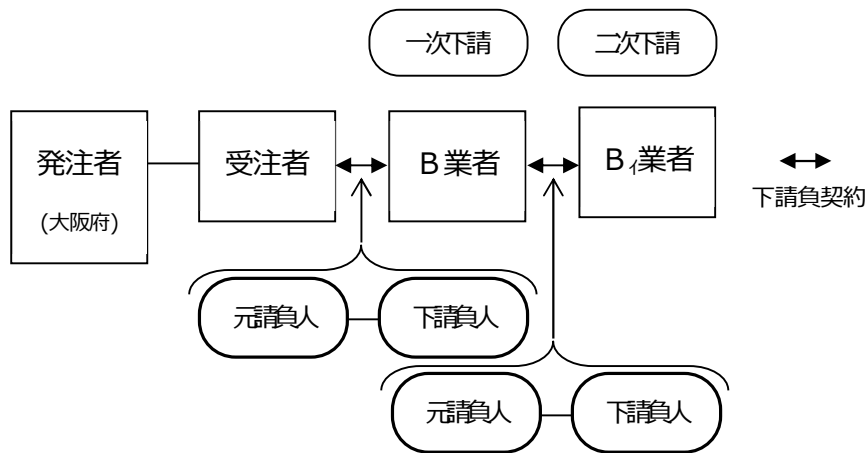 一次下請
二次下請
発注者
(大阪府)
受注者
B業者
Bイ業者
下請負契約
元請負人
下請負人
元請負人
下請負人